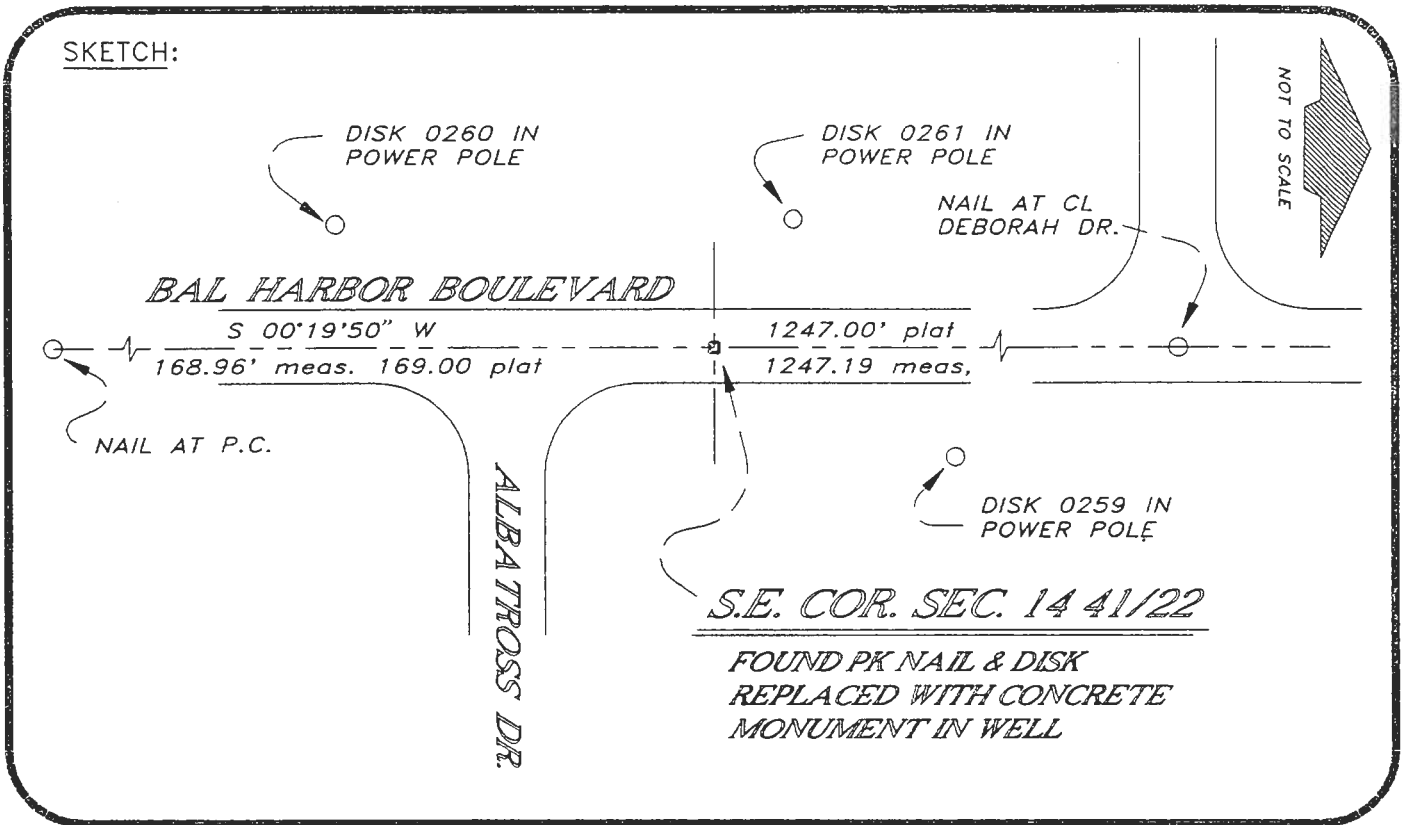 SKETCH:
NOT TO SCALE
DISK 0260 IN
POWER POLE
DISK 0261 IN
POWER POLE
NAIL AT CL
DEBORAH DR.
BAL HARBOR BOULEVARD
S 00°19'50" W
1247.00' plat
168.96' meas. 169.00 plat
1247.19 meas,
NAIL AT P.C.
ALBATROSS DR.
DISK 0259 IN
POWER POLE
S.E. COR. SEC. 14 41/22
FOUND PK NAIL & DISK
REPLACED WITH CONCRETE
MONUMENT IN WELL